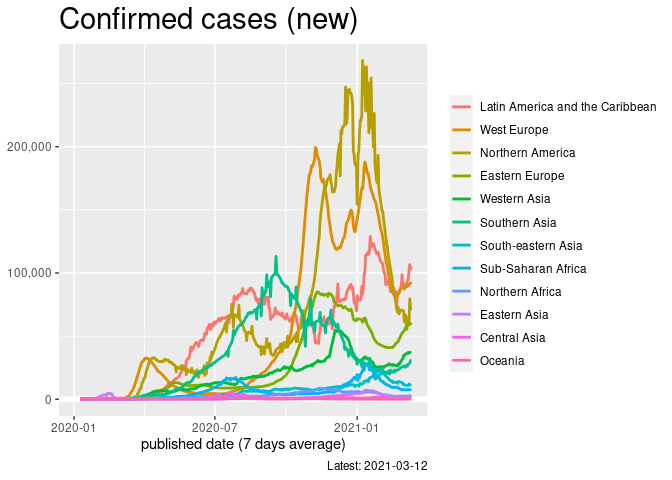 Confirmed cases (new)
200,000
100,000
0
2020-01
2020-07
2021-01
published date (7 days average)
Latin America and the Caribbean
West Europe
Northern America
Eastern Europe
Western Asia
Southern Asia
South-eastern Asia
Sub-Saharan Africa
Northern Africa
Eastern Asia
Central Asia
Oceania
Latest: 2021-03-12